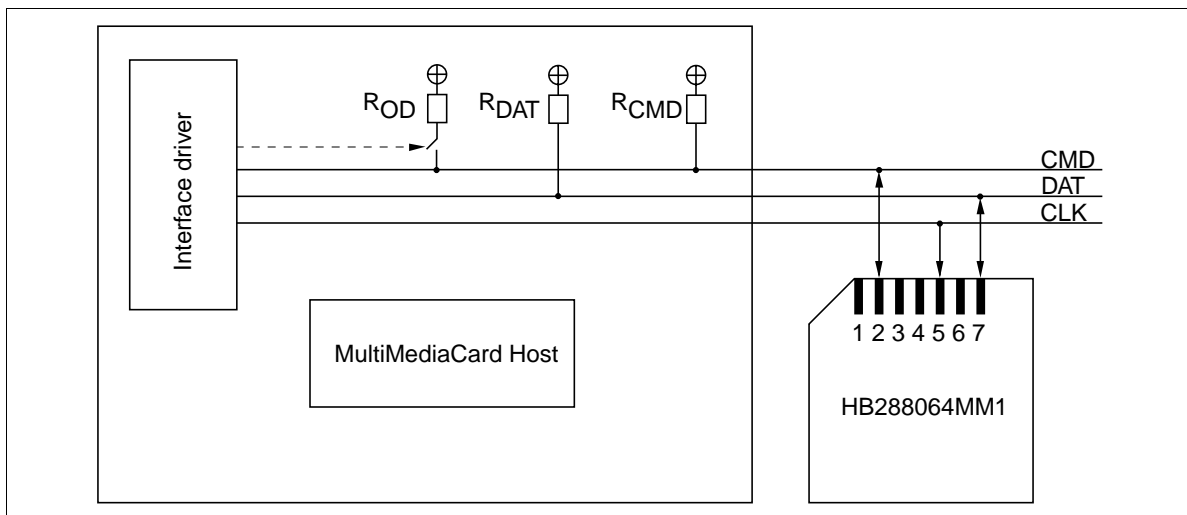 Interface driver
ROD
RDAT
RCMD
CMD
DAT
CLK
MultiMediaCard Host
1 2 3 4 5 6 7
HB288064MM1